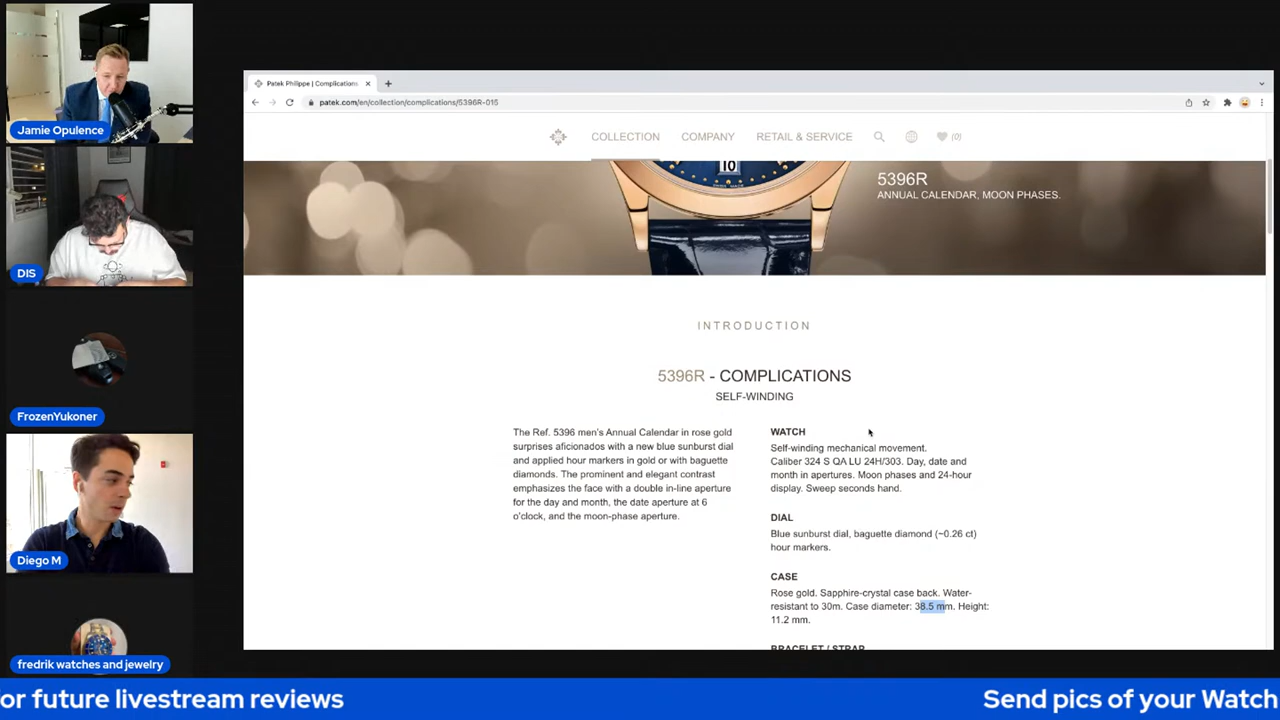 Jamie Opulence
DIS
FrozenYukoner
Diego M
fredrik watches and jewelry
Patek Philippe | Complications
patek.com/en/collection/complications/5396R-015
COLLECTION COMPANY RETAIL & SERVICE (0)
10
SWISS MADE
5396R
ANNUAL CALENDAR, MOON PHASES.
INTRODUCTION
5396R - COMPLICATIONS
SELF-WINDING
The Ref. 5396 men's Annual Calendar in rose gold
surprises aficionados with a new blue sunburst dial
and applied hour markers in gold or with baguette
diamonds. The prominent and elegant contrast
emphasizes the face with a double in-line aperture
for the day and month, the date aperture at 6
o'clock, and the moon-phase aperture.
WATCH
Self-winding mechanical movement.
Caliber 324 S QA LU 24H/303. Day, date and
month in apertures. Moon phases and 24-hour
display. Sweep seconds hand.
DIAL
Blue sunburst dial, baguette diamond (~0.26 ct)
hour markers.
CASE
Rose gold. Sapphire-crystal case back. Water-
resistant to 30m. Case diameter: 38.5 mm. Height:
11.2 mm.
BRACELET / STRAP
or future livestream reviews
Send pics of your Watch